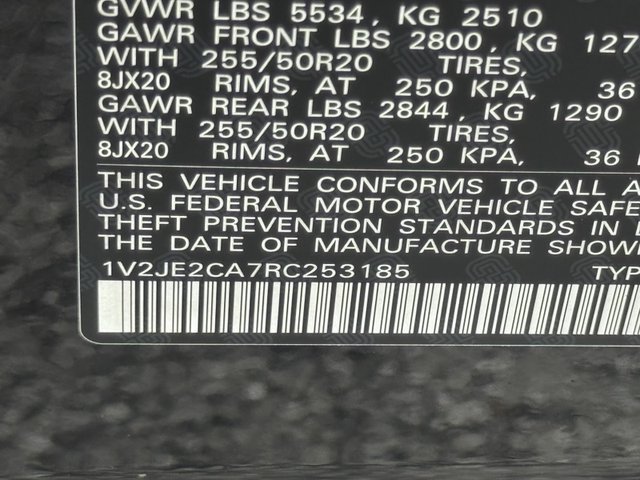 GVWR LBS 5534, KG 2510
GAWR FRONT LBS 2800, KG 127
WITH 255/50R20 TIRES,
8JX20 RIMS, AT 250 KPA, 36
GAWR REAR LBS 2844, KG 1290
WITH 255/50R20 TIRES,
8JX20 RIMS, AT 250 KPA, 36
THIS VEHICLE CONFORMS TO ALL A
U.S. FEDERAL MOTOR VEHICLE SAFE
THEFT PREVENTION STANDARDS IN E
THE DATE OF MANUFACTURE SHOW
1V2JE2CA7RC253185 TYP